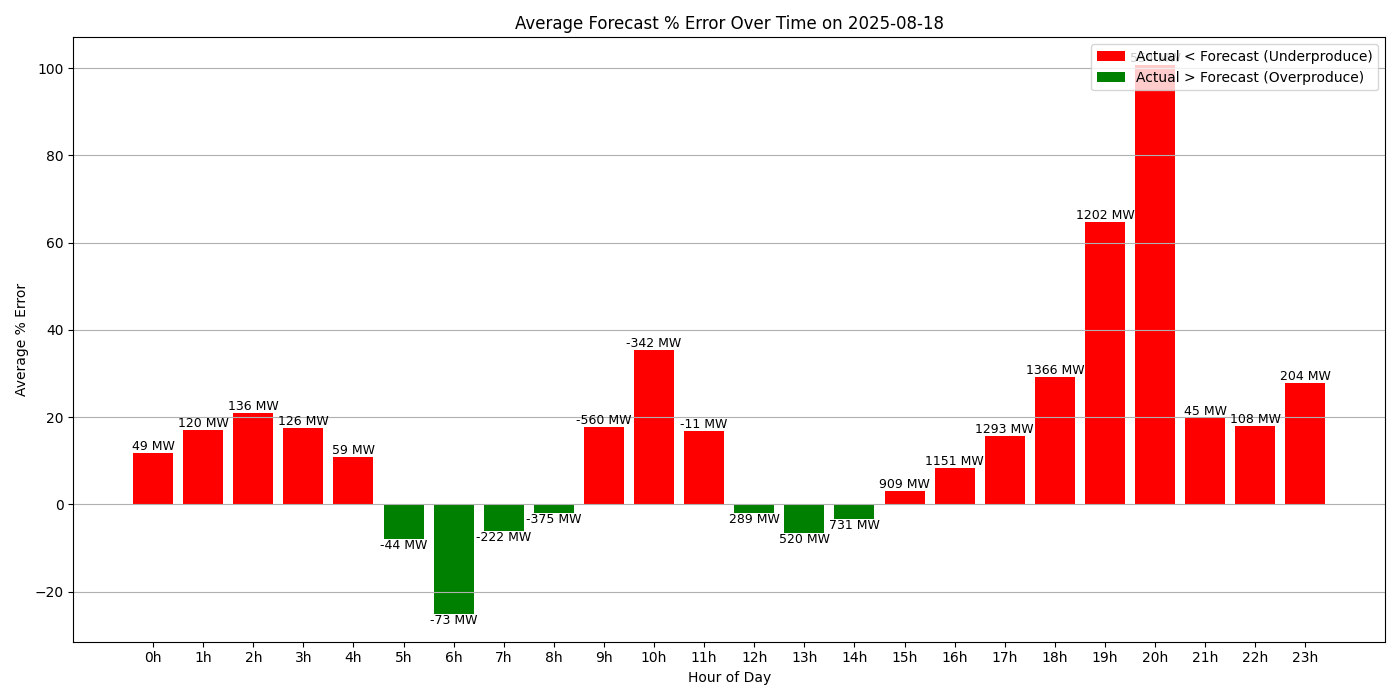 Average Forecast % Error Over Time on 2025-08-18
Actual < Forecast (Underproduce)
Actual > Forecast (Overproduce)
Average % Error
100
80
60
40
20
0
−20
49 MW
120 MW
136 MW
126 MW
59 MW
-44 MW
-73 MW
-222 MW
-375 MW
-560 MW
-342 MW
-11 MW
289 MW
520 MW
731 MW
909 MW
1151 MW
1293 MW
1366 MW
1202 MW
45 MW
108 MW
204 MW
0h 1h 2h 3h 4h 5h 6h 7h 8h 9h 10h 11h 12h 13h 14h 15h 16h 17h 18h 19h 20h 21h 22h 23h
Hour of Day